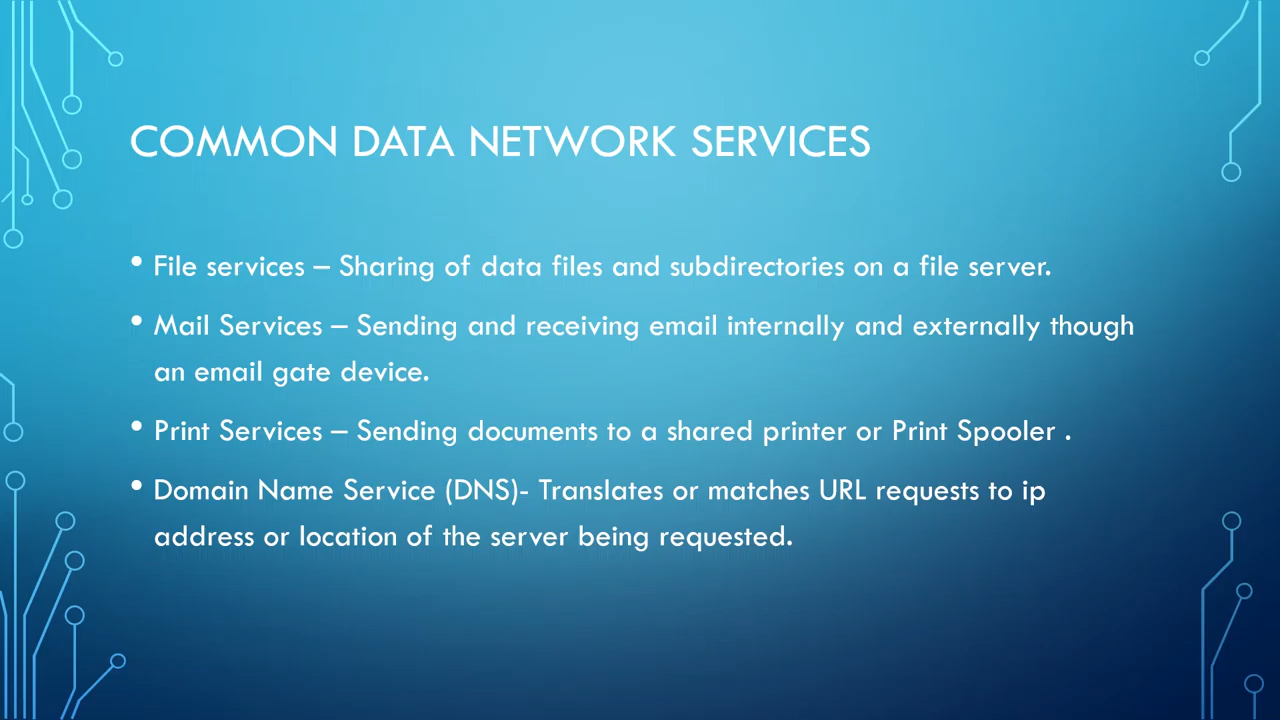 COMMON DATA NETWORK SERVICES
• File services – Sharing of data files and subdirectories on a file server.
• Mail Services – Sending and receiving email internally and externally though
an email gate device.
• Print Services – Sending documents to a shared printer or Print Spooler .
• Domain Name Service (DNS)- Translates or matches URL requests to ip
address or location of the server being requested.